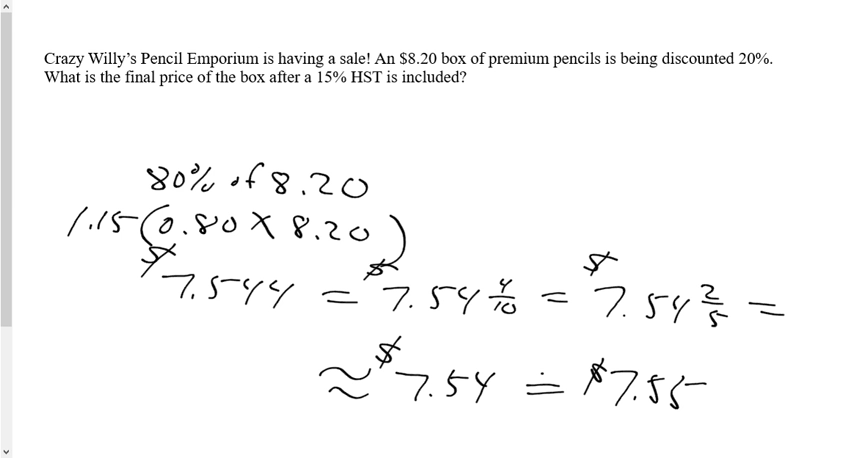 Crazy Willy’s Pencil Emporium is having a sale! An $8.20 box of premium pencils is being discounted 20%.
What is the final price of the box after a 15% HST is included?
80% of 8.20
1.15(0.80 × 8.20)
$7.544 = $7.54 4/10 = $7.54 2/5 =
≈ $7.54 ≐ $7.55